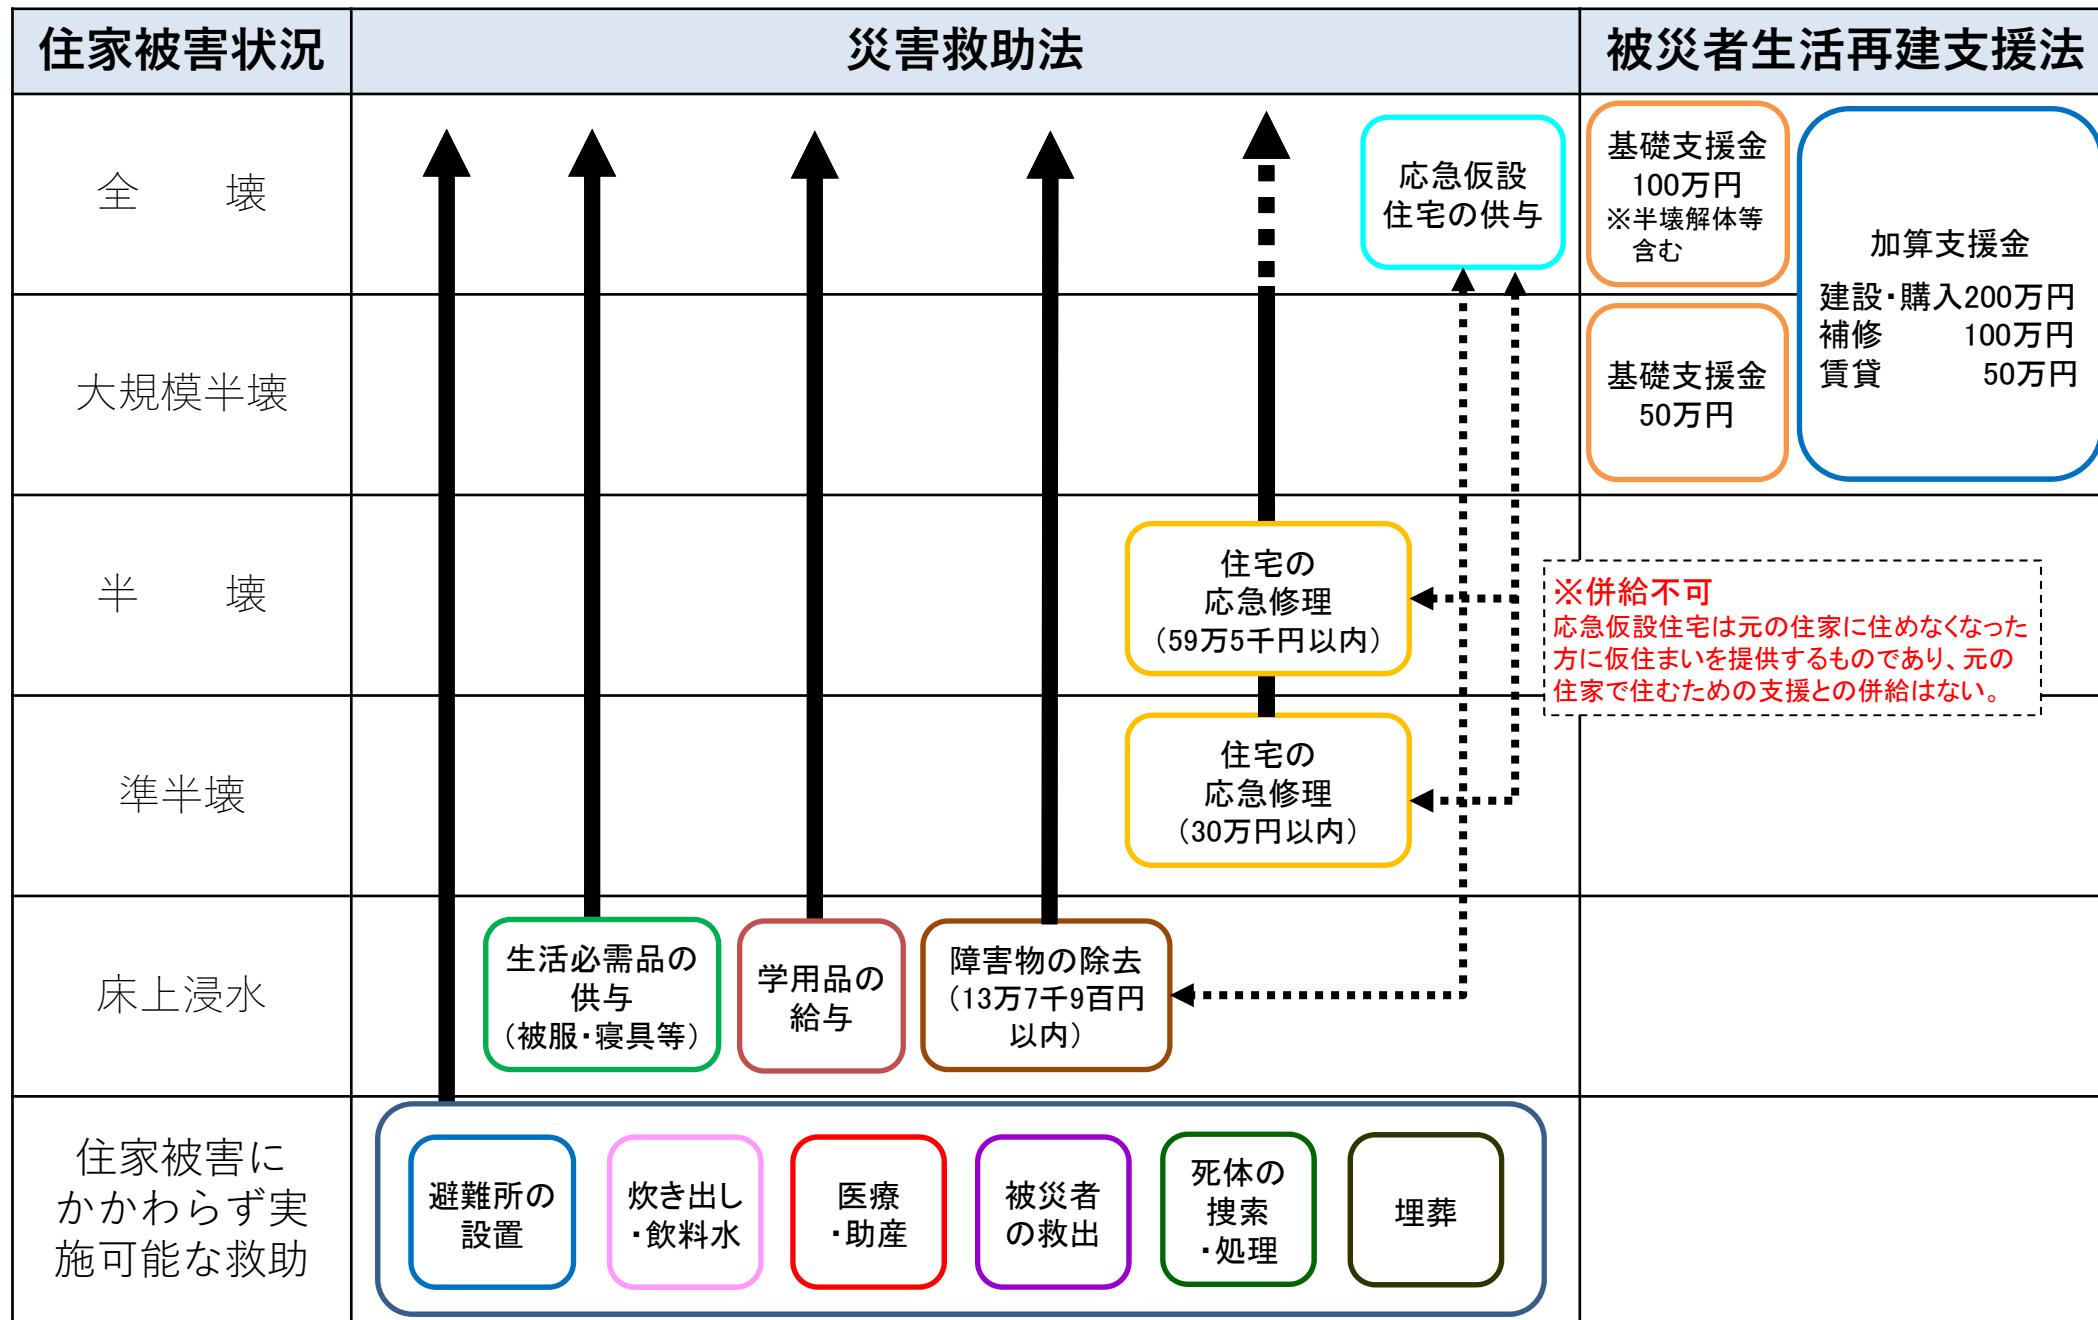 住家被害状況
災害救助法
被災者生活再建支援法
全　　壊
応急仮設
住宅の供与
基礎支援金
100万円
※半壊解体等
含む
加算支援金
建設・購入200万円
補修　　100万円
賃貸　　50万円
大規模半壊
基礎支援金
50万円
半　　壊
住宅の
応急修理
（59万5千円以内）
※併給不可
応急仮設住宅は元の住家に住めなくなった
方に仮住まいを提供するものであり、元の
住家で住むための支援との併給はない。
準半壊
住宅の
応急修理
（30万円以内）
床上浸水
生活必需品の
供与
（被服・寝具等）
学用品の
給与
障害物の除去
（13万7千9百円
以内）
住家被害に
かかわらず実
施可能な救助
避難所の
設置
炊き出し
・飲料水
医療
・助産
被災者
の救出
死体の
捜索
・処理
埋葬